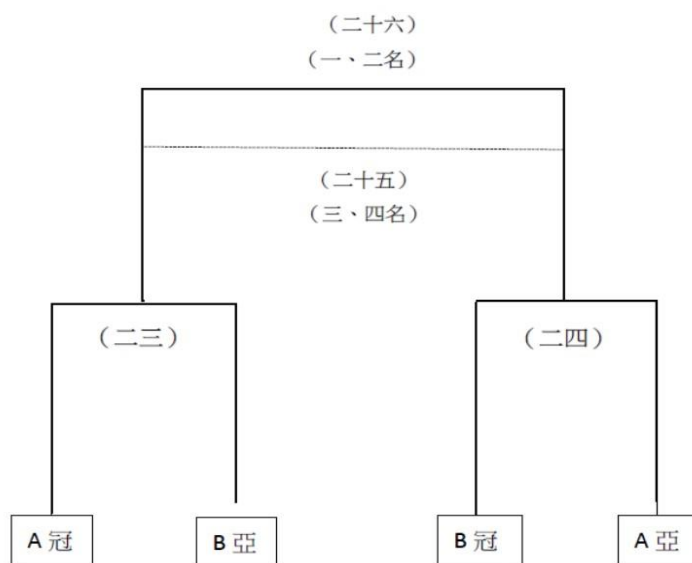 （二十六）
（一、二名）
（二十五）
（三、四名）
（二三）
（二四）
A 冠
B 亞
B 冠
A 亞